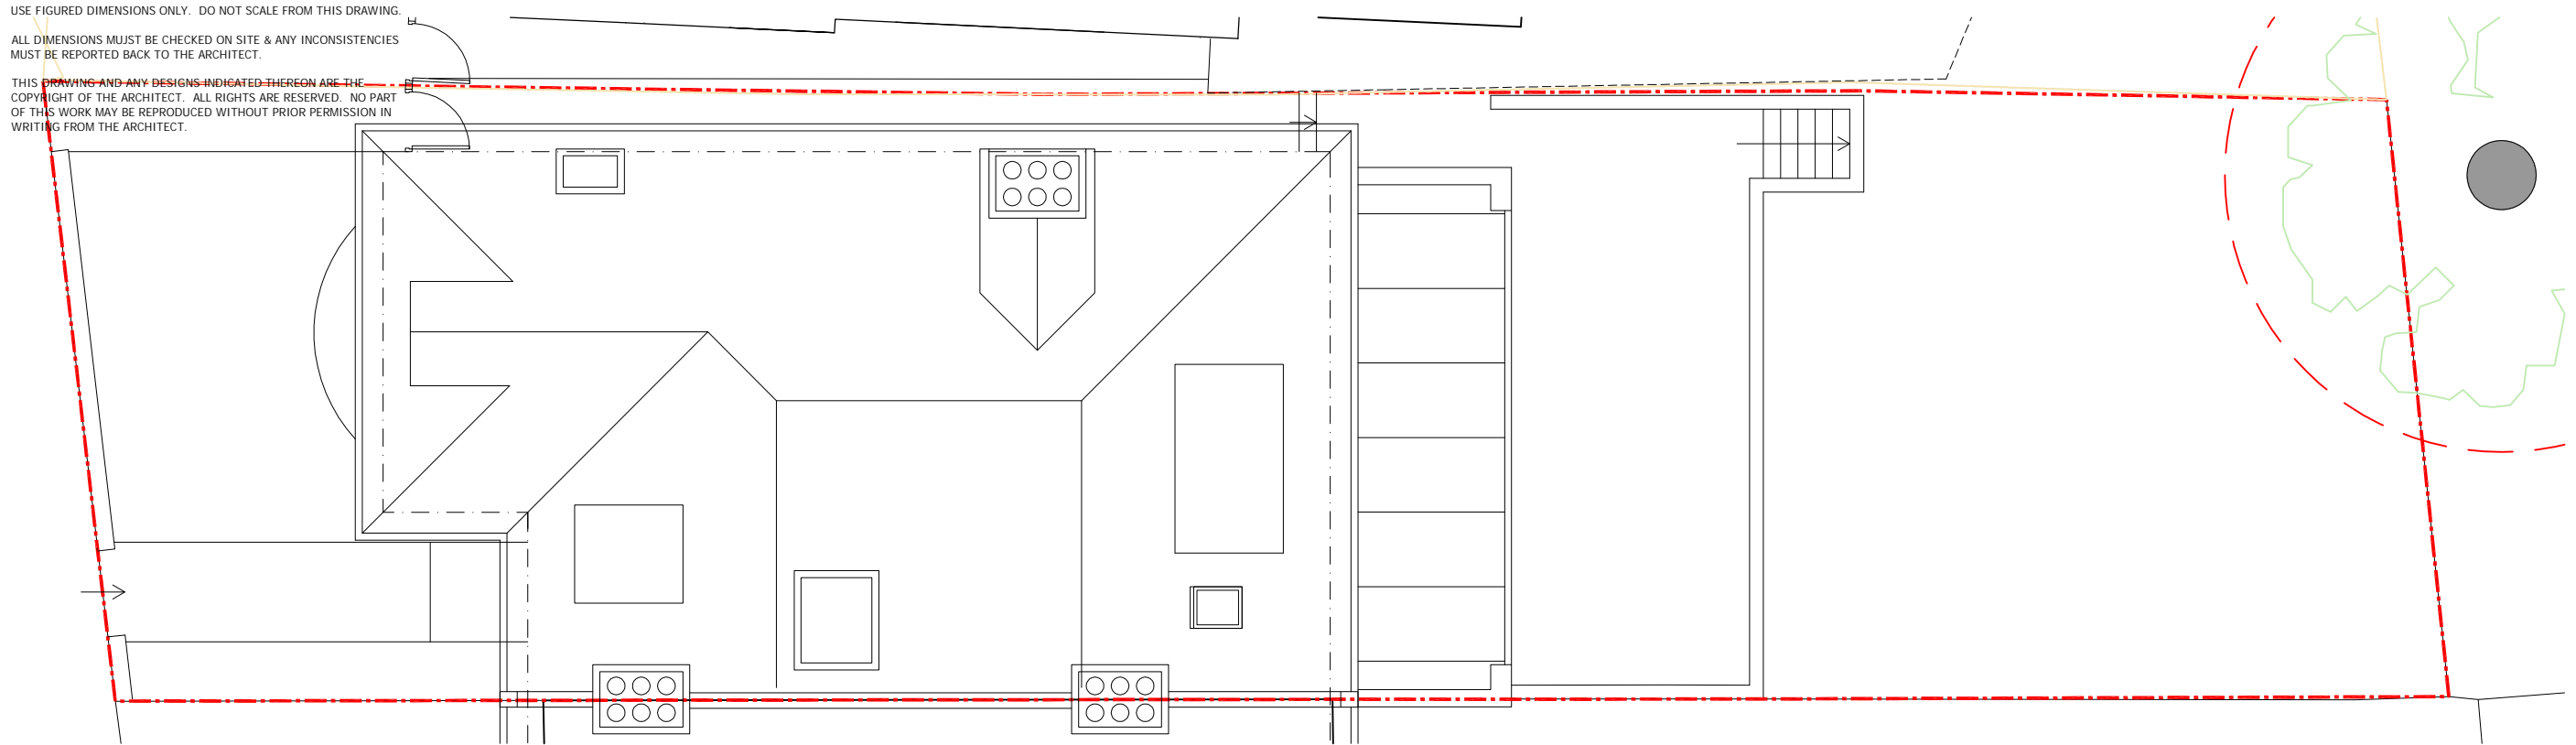 USE FIGURED DIMENSIONS ONLY. DO NOT SCALE FROM THIS DRAWING.
ALL DIMENSIONS MUJST BE CHECKED ON SITE & ANY INCONSISTENCIES
MUST BE REPORTED BACK TO THE ARCHITECT.
THIS DRAWING AND ANY DESIGNS INDICATED THEREON ARE THE
COPYRIGHT OF THE ARCHITECT. ALL RIGHTS ARE RESERVED. NO PART
OF THIS WORK MAY BE REPRODUCED WITHOUT PRIOR PERMISSION IN
WRITING FROM THE ARCHITECT.